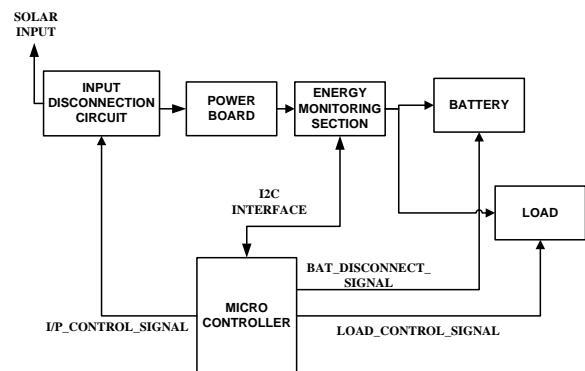 SOLAR
INPUT
INPUT
DISCONNECTION
CIRCUIT
POWER
BOARD
ENERGY
MONITORING
SECTION
BATTERY
LOAD
I2C
INTERFACE
MICRO
CONTROLLER
BAT_DISCONNECT_
SIGNAL
I/P_CONTROL_SIGNAL
LOAD_CONTROL_SIGNAL